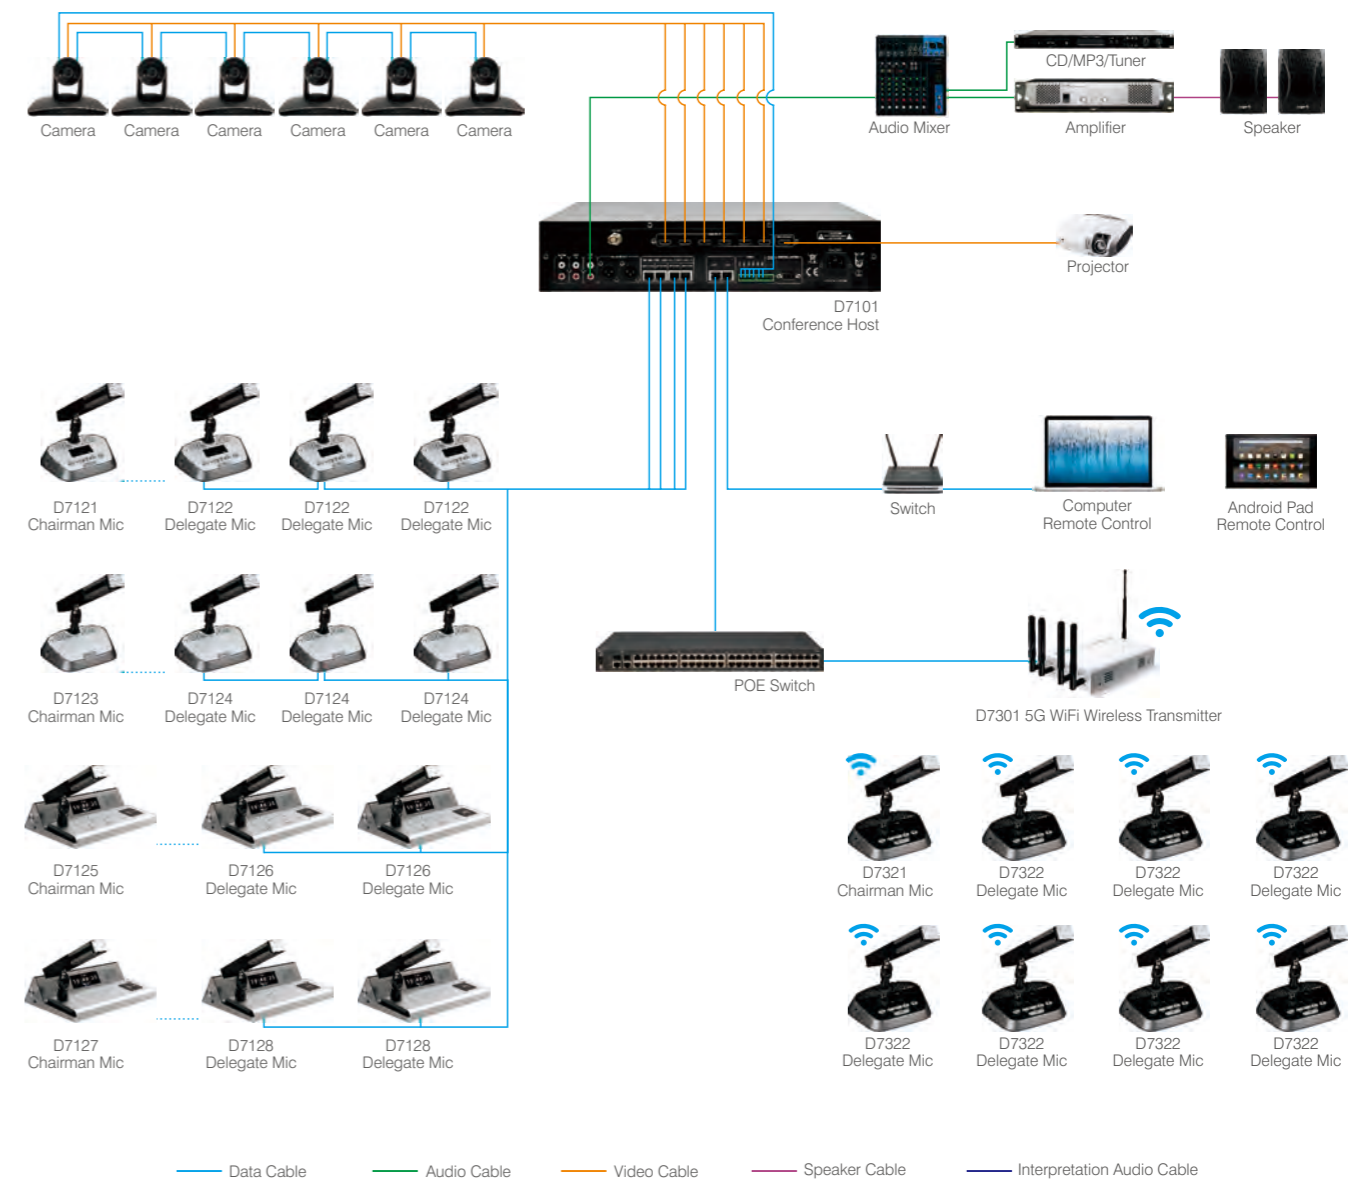 Camera
Camera
Camera
Camera
Camera
Camera
Audio Mixer
CD/MP3/Tuner
Amplifier
Speaker
Projector
D7101
Conference Host
D7121
Chairman Mic
D7122
Delegate Mic
D7122
Delegate Mic
D7122
Delegate Mic
Switch
Computer
Remote Control
Android Pad
Remote Control
D7123
Chairman Mic
D7124
Delegate Mic
D7124
Delegate Mic
D7124
Delegate Mic
POE Switch
D7301 5G WiFi Wireless Transmitter
D7125
Chairman Mic
D7126
Delegate Mic
D7126
Delegate Mic
D7321
Chairman Mic
D7322
Delegate Mic
D7322
Delegate Mic
D7322
Delegate Mic
D7127
Chairman Mic
D7128
Delegate Mic
D7128
Delegate Mic
D7322
Delegate Mic
D7322
Delegate Mic
D7322
Delegate Mic
D7322
Delegate Mic
Data Cable
Audio Cable
Video Cable
Speaker Cable
Interpretation Audio Cable